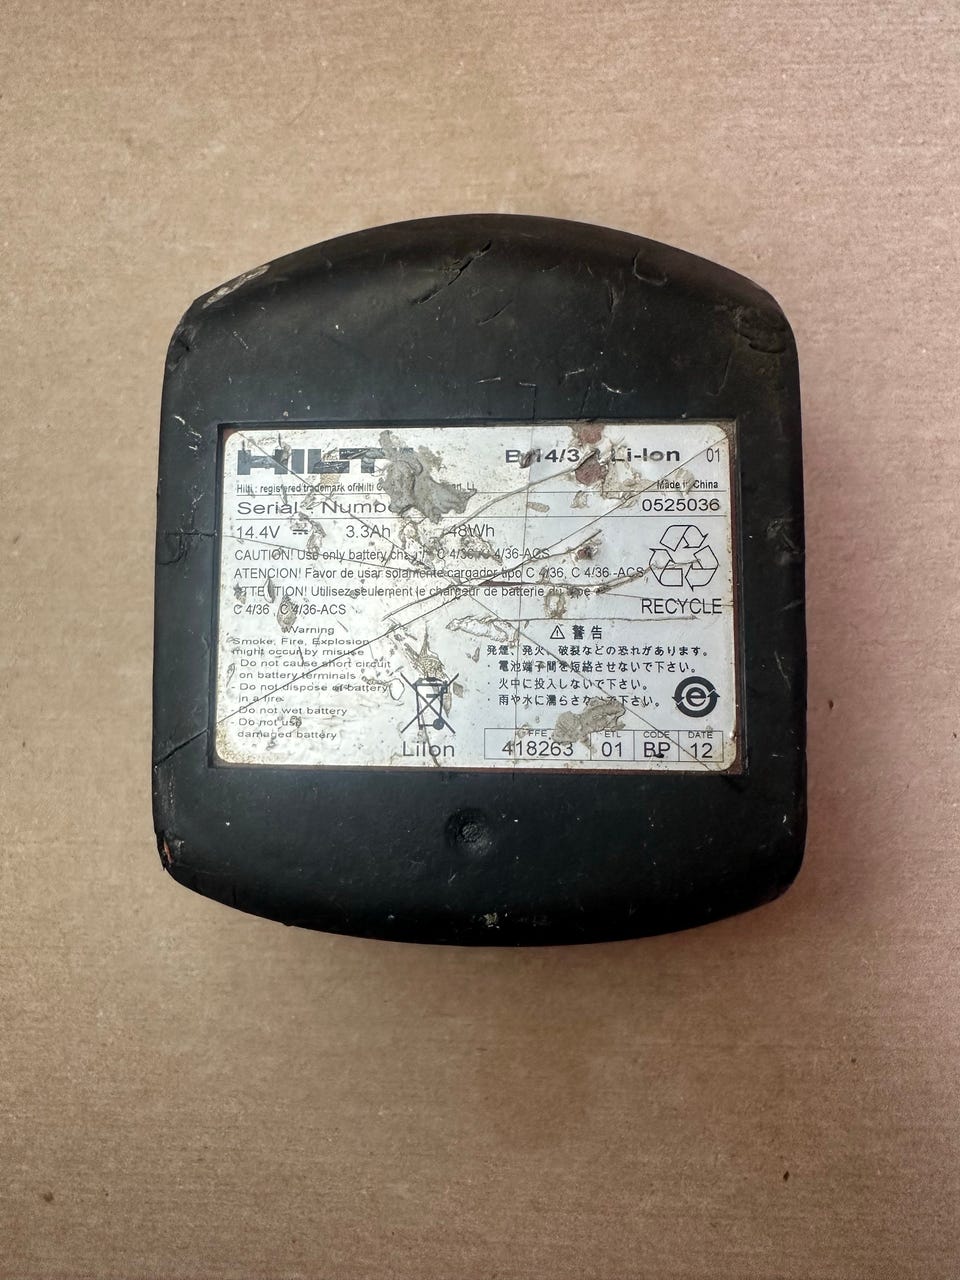 HILTI B 14/3 Li-Ion 01
Hilti : registered trademark of Hilti Made in China
Serial - Number 0525036
14.4V ⎓ 3.3Ah 48Wh
CAUTION! Use only battery C 4/36 4/36-ACS
ATENCION! Favor de usar solamente cargador tipo C 4/36, C 4/36 -ACS
ATTENTION! Utilisez seulement le chargeur de batterie du type
C 4/36 , C 4/36-ACS
RECYCLE
Warning
Smoke, Fire, Explosion
might occur by misuse
- Do not cause short circuit
on battery terminals
- Do not dispose of battery
in a fire
- Do not wet battery
- Do not use
damaged battery
LiIon
⚠ 警告
発煙、発火、破裂などの恐れがあります。
・電池端子間を短絡させないで下さい。
・火中に投入しないで下さい。
・雨や水に濡らさないで下さい。
FFE ETL CODE DATE
418263 01 BP 12